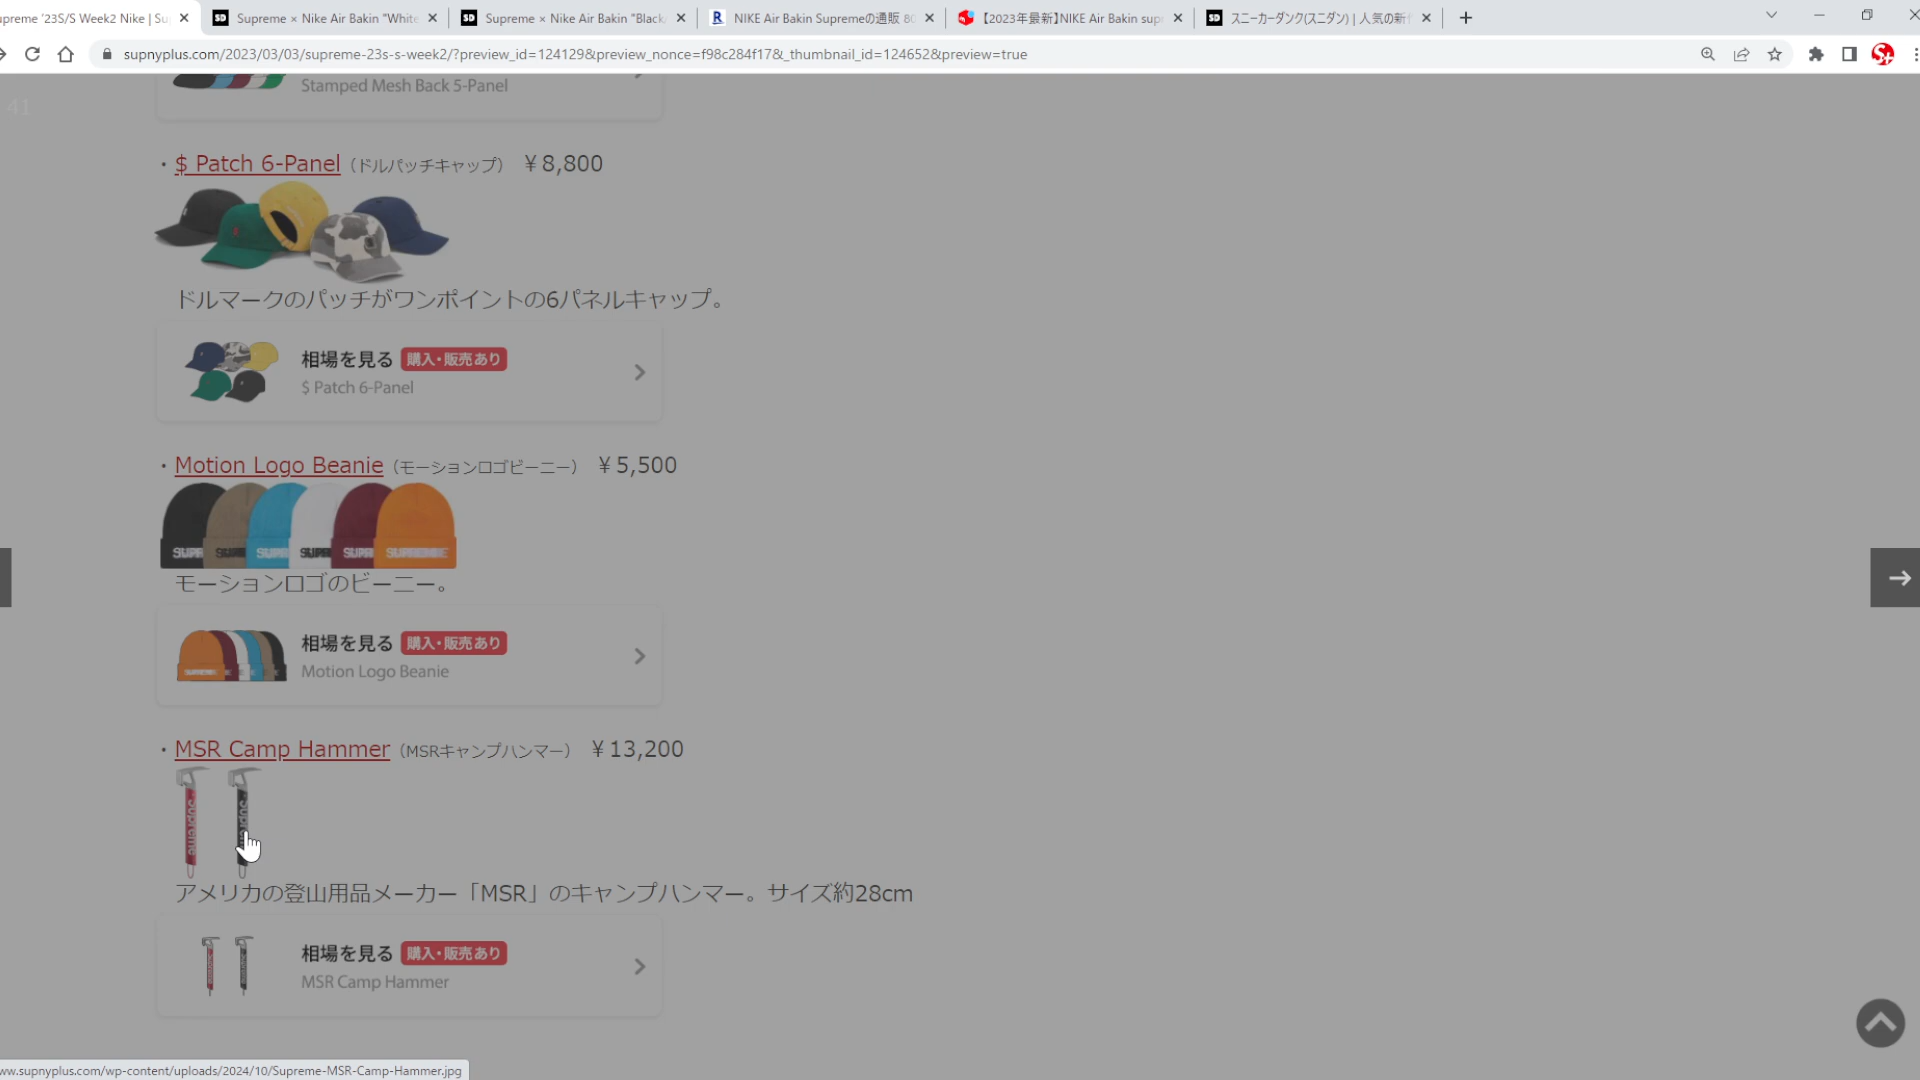 preme '23S/S Week2 Nike | Su
SD Supreme × Nike Air Bakin "White
SD Supreme × Nike Air Bakin "Black
R NIKE Air Bakin Supremeの通販 80
【2023年最新】NIKE Air Bakin sup
SD スニーカーダンク(スニダン) | 人気の新
supnyplus.com/2023/03/03/supreme-23s-s-week2/?preview_id=124129&preview_nonce=f98c284f17&_thumbnail_id=124652&preview=true
41
Stamped Mesh Back 5-Panel
・$ Patch 6-Panel（ドルパッチキャップ） ￥8,800
ドルマークのパッチがワンポイントの6パネルキャップ。
相場を見る 購入・販売あり
$ Patch 6-Panel
・Motion Logo Beanie（モーションロゴビーニー） ￥5,500
SUPREME
モーションロゴのビーニー。
相場を見る 購入・販売あり
Motion Logo Beanie
・MSR Camp Hammer（MSRキャンプハンマー） ￥13,200
Supreme
アメリカの登山用品メーカー「MSR」のキャンプハンマー。サイズ約28cm
相場を見る 購入・販売あり
MSR Camp Hammer
ww.supnyplus.com/wp-content/uploads/2024/10/Supreme-MSR-Camp-Hammer.jpg